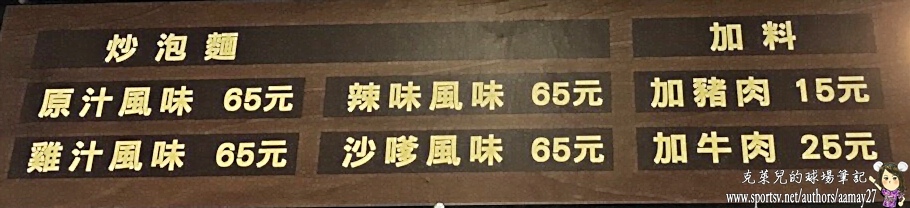 炒泡麵 加料
原汁風味 65元 辣味風味 65元 加豬肉 15元
雞汁風味 65元 沙嗲風味 65元 加牛肉 25元
克萊兒的球場筆記
www.sportsv.net/authors/aamay27